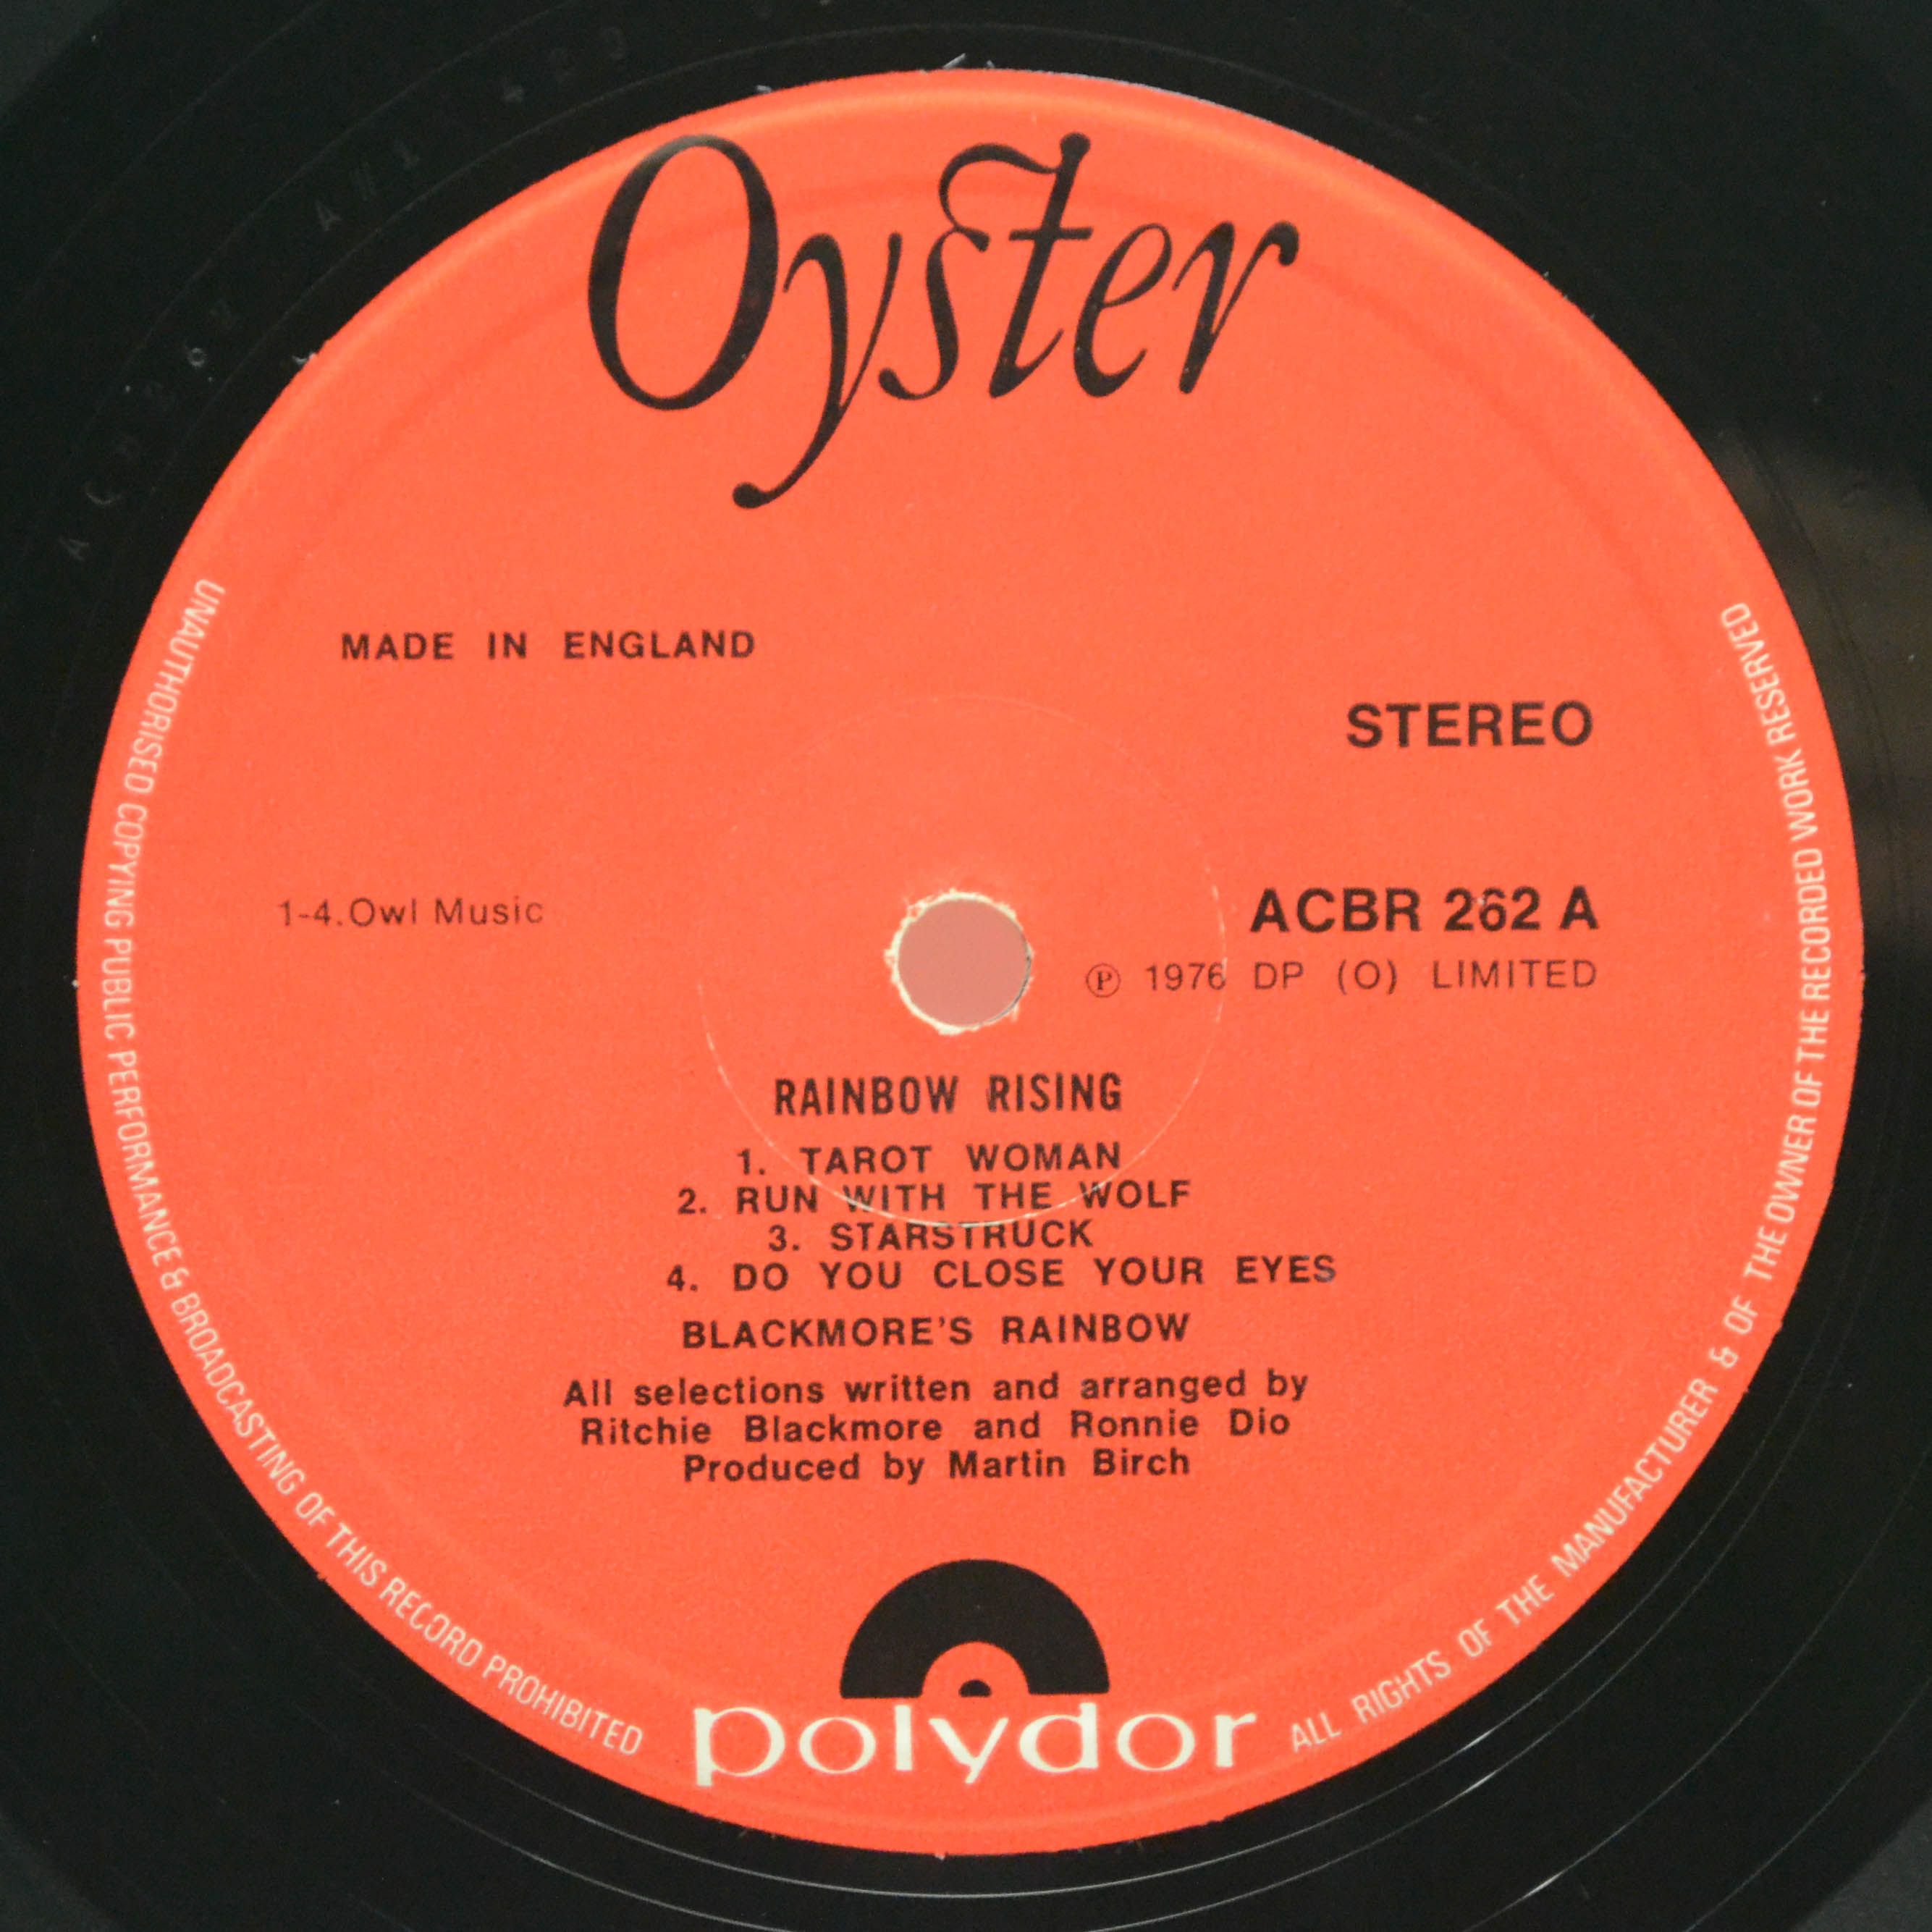 Oyster
MADE IN ENGLAND
STEREO
1-4.Owl Music
ACBR 262 A
℗ 1976 DP (O) LIMITED
RAINBOW RISING
1. TAROT WOMAN
2. RUN WITH THE WOLF
3. STARSTRUCK
4. DO YOU CLOSE YOUR EYES
BLACKMORE'S RAINBOW
All selections written and arranged by
Ritchie Blackmore and Ronnie Dio
Produced by Martin Birch
polydor
UNAUTHORISED COPYING PUBLIC PERFORMANCE & BROADCASTING OF THIS RECORD PROHIBITED
ALL RIGHTS OF THE MANUFACTURER & OF THE OWNER OF THE RECORDED WORK RESERVED